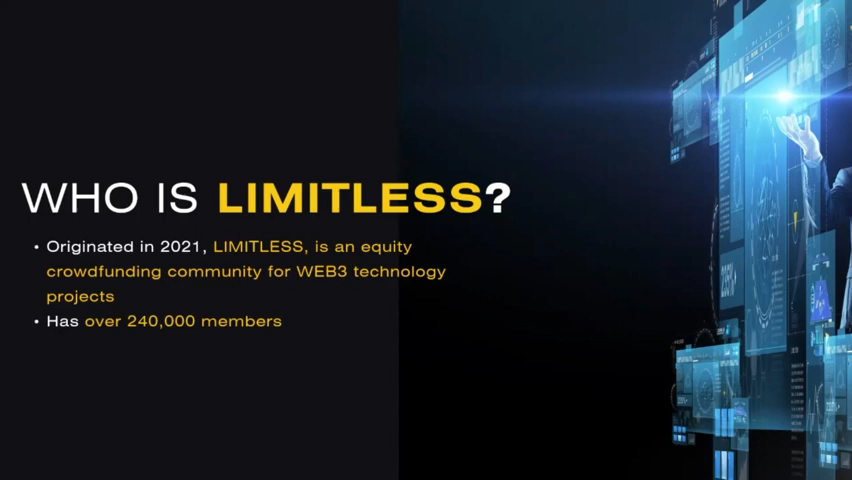 WHO IS LIMITLESS?
• Originated in 2021, LIMITLESS, is an equity
crowdfunding community for WEB3 technology
projects
• Has over 240,000 members